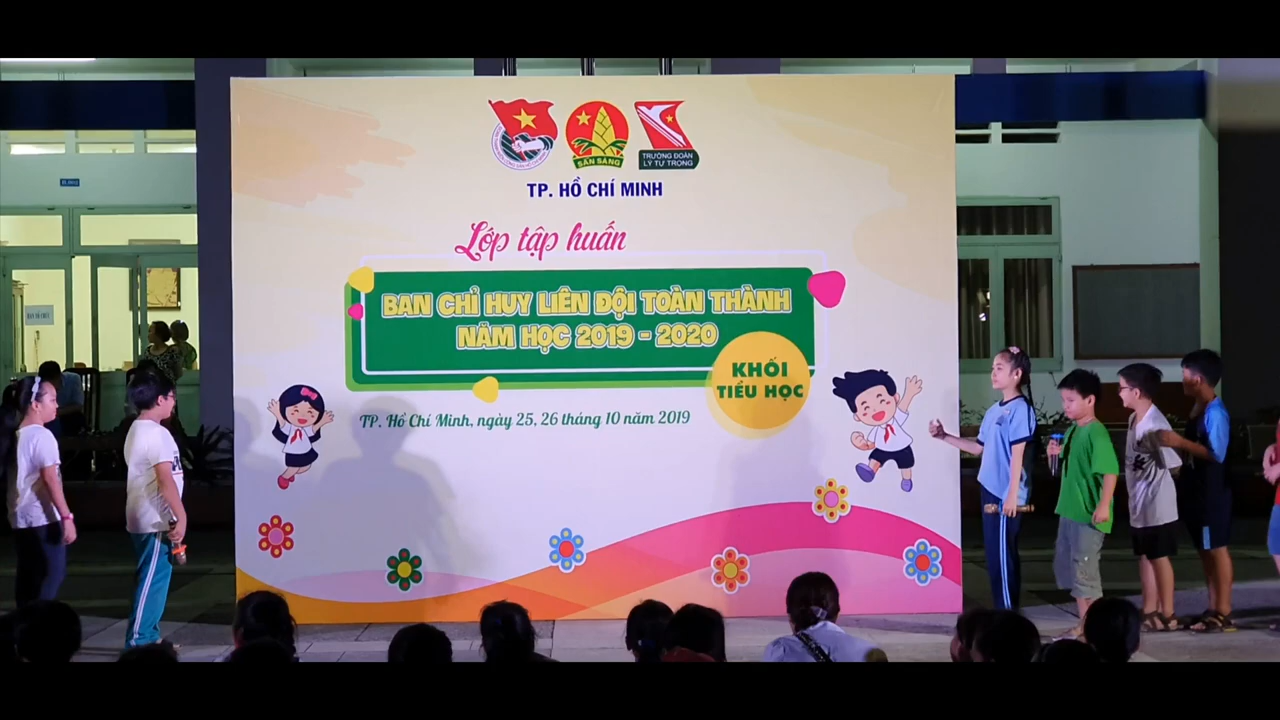 SẴN SÀNG
TRƯỜNG ĐOÀN
LÝ TỰ TRỌNG
TP. HỒ CHÍ MINH
Lớp tập huấn
BAN CHỈ HUY LIÊN ĐỘI TOÀN THÀNH
NĂM HỌC 2019 - 2020
KHỐI
TIỂU HỌC
TP. Hồ Chí Minh, ngày 25, 26 tháng 10 năm 2019